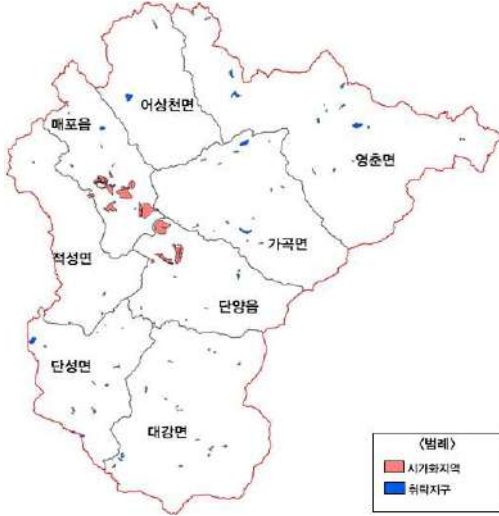 어상천면
매포읍
영춘면
가곡면
적성면
단양읍
단성면
대강면
<범례>
시가화지역
취락지구